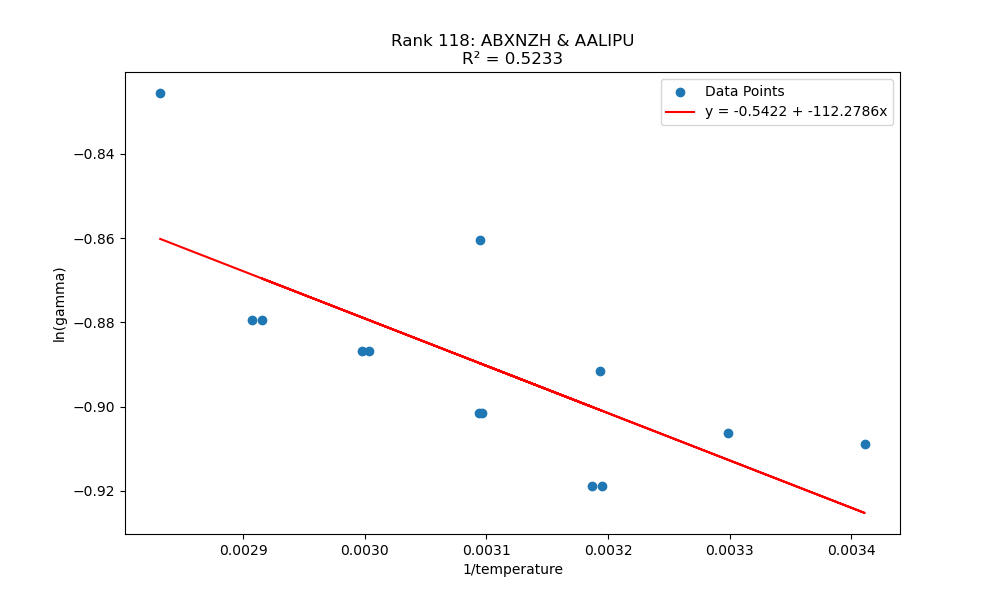 Rank 118: ABXNZH & AALIPU
R² = 0.5233
Data Points
y = -0.5422 + -112.2786x
−0.84
−0.86
−0.88
−0.90
−0.92
ln(gamma)
0.0029 0.0030 0.0031 0.0032 0.0033 0.0034
1/temperature